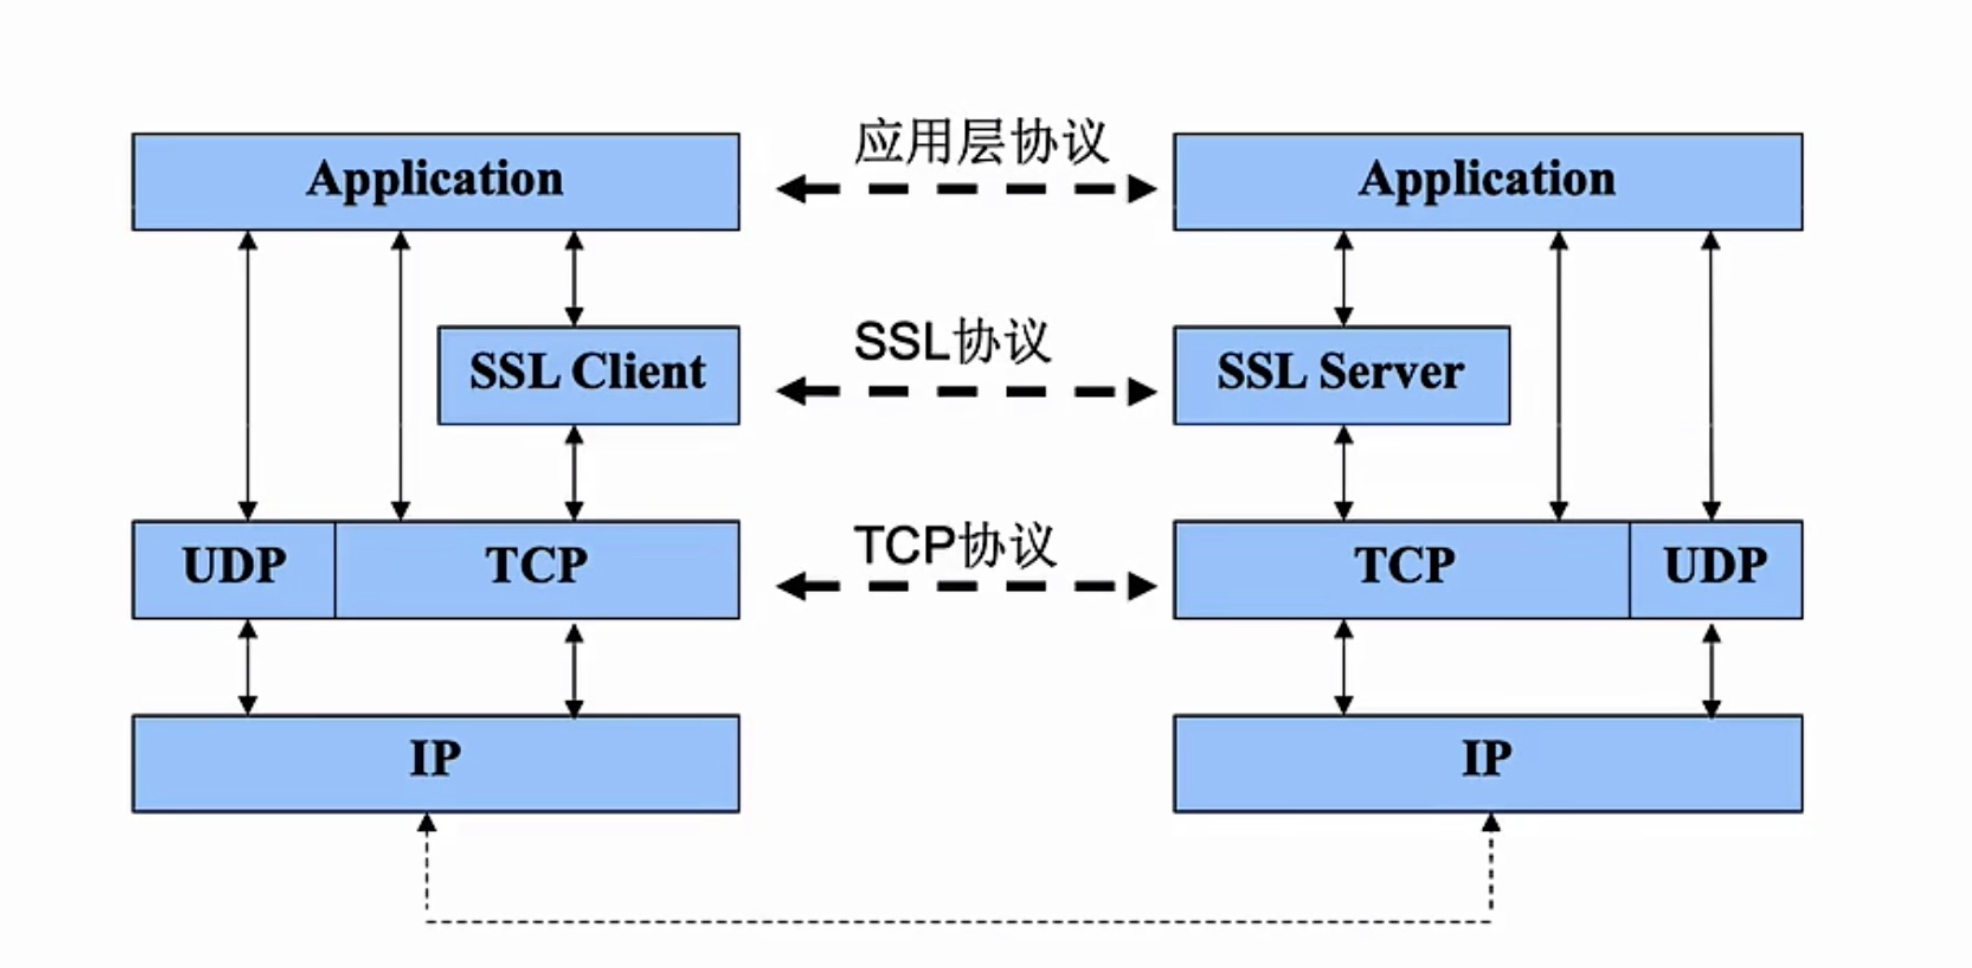 应用层协议
Application
Application
SSL协议
SSL Client
SSL Server
TCP协议
UDP
TCP
TCP
UDP
IP
IP